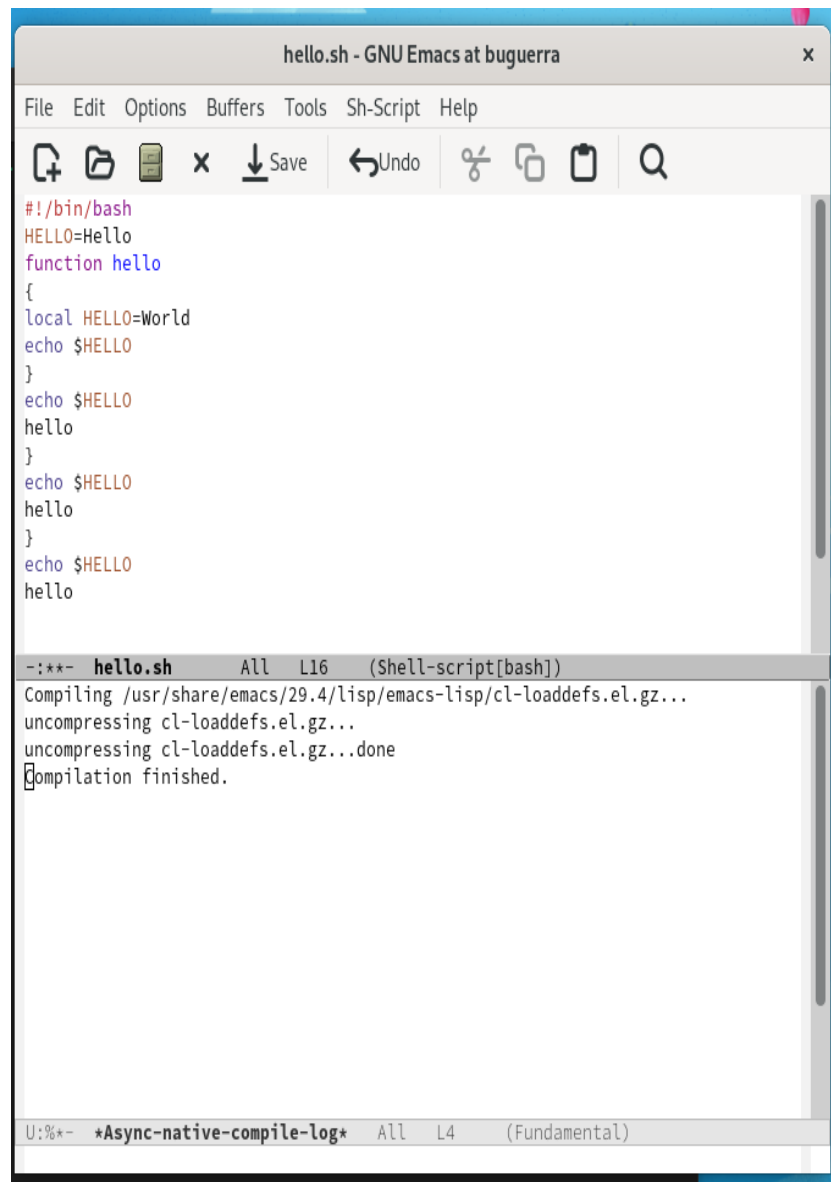 hello.sh - GNU Emacs at buguerra
File Edit Options Buffers Tools Sh-Script Help
Save Undo
#!/bin/bash
HELLO=Hello
function hello
{
local HELLO=World
echo $HELLO
}
echo $HELLO
hello
}
echo $HELLO
hello
}
echo $HELLO
hello
-:**- hello.sh All L16 (Shell-script[bash])
Compiling /usr/share/emacs/29.4/lisp/emacs-lisp/cl-loaddefs.el.gz...
uncompressing cl-loaddefs.el.gz...
uncompressing cl-loaddefs.el.gz...done
Compilation finished.
U:%*- *Async-native-compile-log* All L4 (Fundamental)